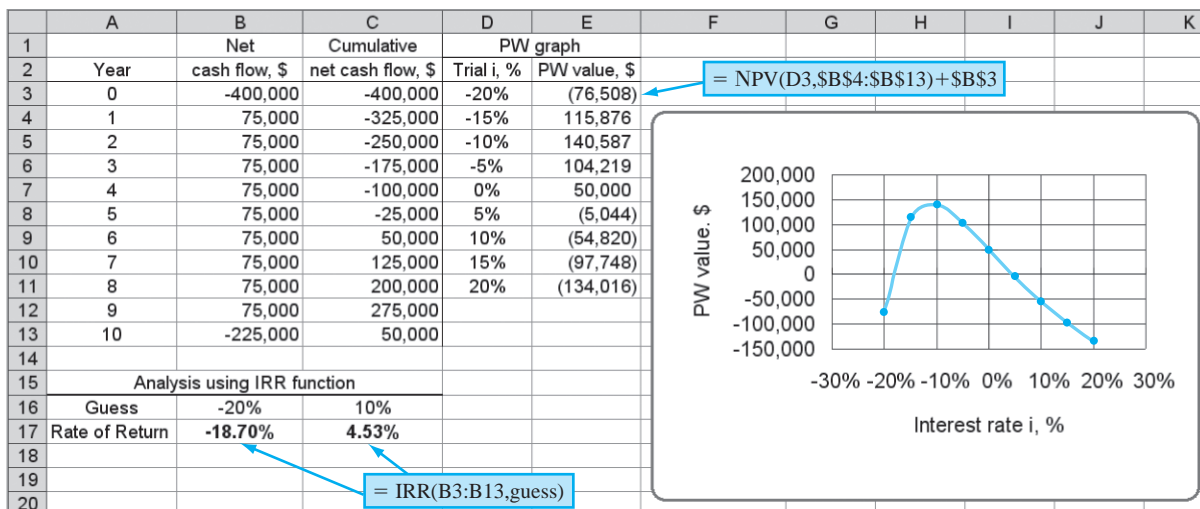 A B C D E F G H I J K
1 Net Cumulative PW graph
2 Year cash flow, $ net cash flow, $ Trial i, % PW value, $
= NPV(D3,$B$4:$B$13)+$B$3
3 0 -400,000 -400,000 -20% (76,508)
4 1 75,000 -325,000 -15% 115,876
5 2 75,000 -250,000 -10% 140,587
6 3 75,000 -175,000 -5% 104,219
7 4 75,000 -100,000 0% 50,000
8 5 75,000 -25,000 5% (5,044)
9 6 75,000 50,000 10% (54,820)
10 7 75,000 125,000 15% (97,748)
11 8 75,000 200,000 20% (134,016)
12 9 75,000 275,000
13 10 -225,000 50,000
14
15 Analysis using IRR function
16 Guess -20% 10%
17 Rate of Return -18.70% 4.53%
18
19
20
= IRR(B3:B13,guess)
PW value. $
200,000
150,000
100,000
50,000
0
-50,000
-100,000
-150,000
-30% -20% -10% 0% 10% 20% 30%
Interest rate i, %